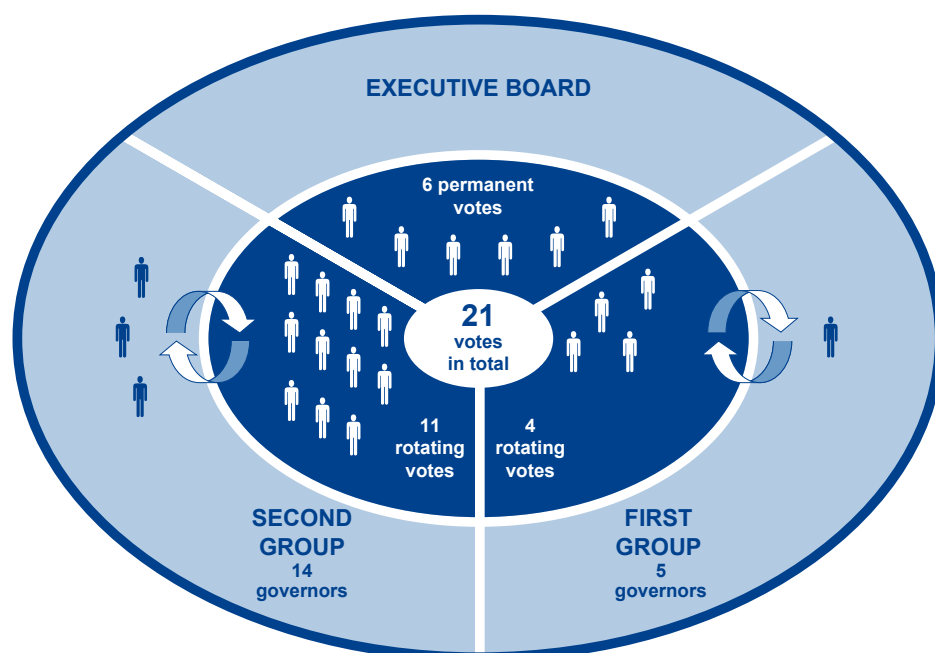 EXECUTIVE BOARD
6 permanent
votes
21
votes
in total
11
rotating
votes
4
rotating
votes
SECOND
GROUP
14
governors
FIRST
GROUP
5
governors